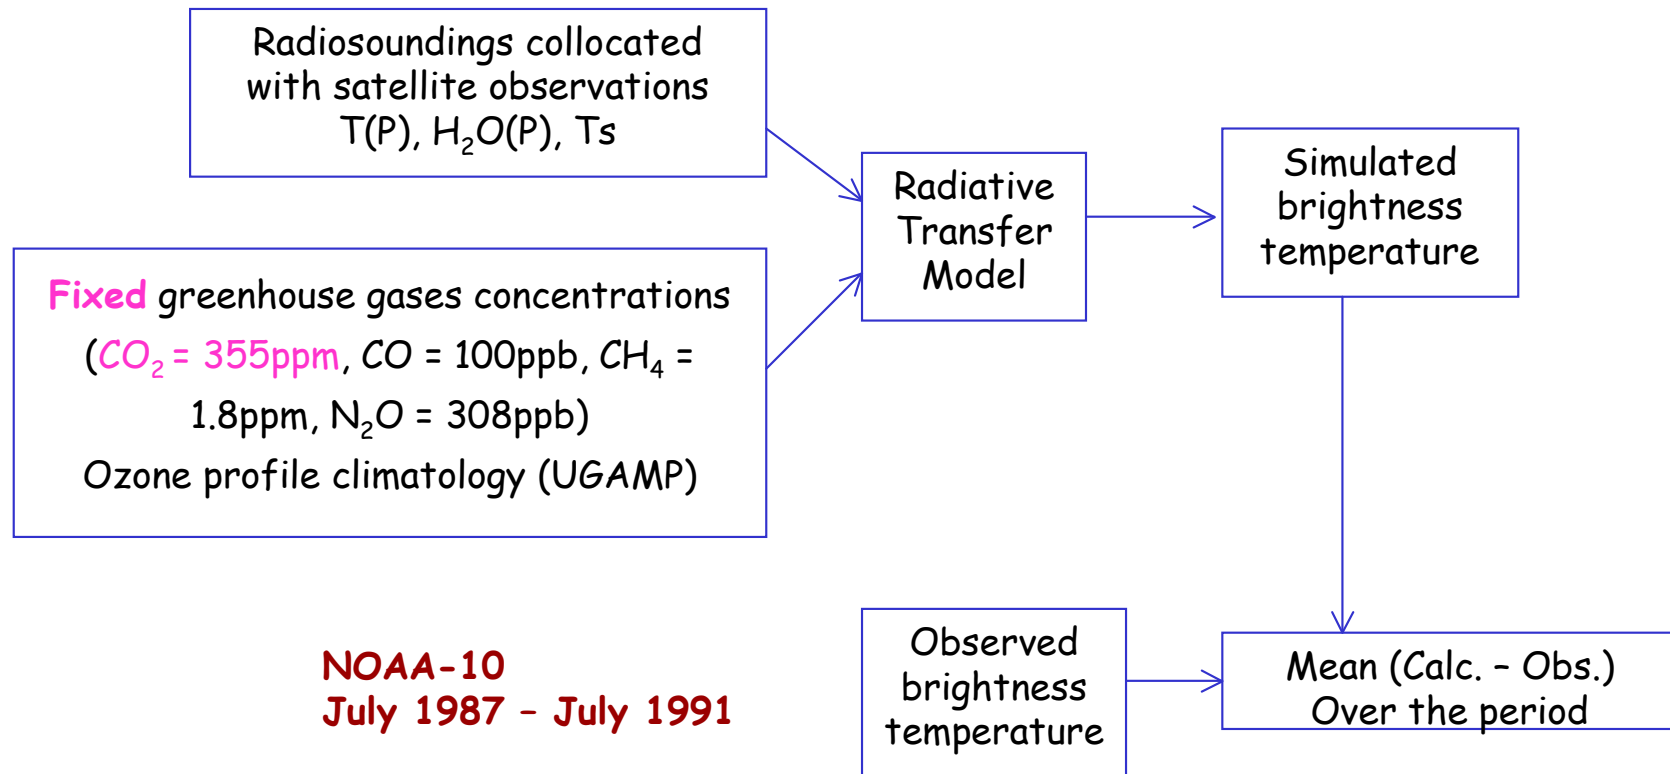 Radiosoundings collocated
with satellite observations
T(P), H₂O(P), Ts
Fixed greenhouse gases concentrations
(CO₂ = 355ppm, CO = 100ppb, CH₄ =
1.8ppm, N₂O = 308ppb)
Ozone profile climatology (UGAMP)
Radiative
Transfer
Model
Simulated
brightness
temperature
NOAA-10
July 1987 – July 1991
Observed
brightness
temperature
Mean (Calc. – Obs.)
Over the period